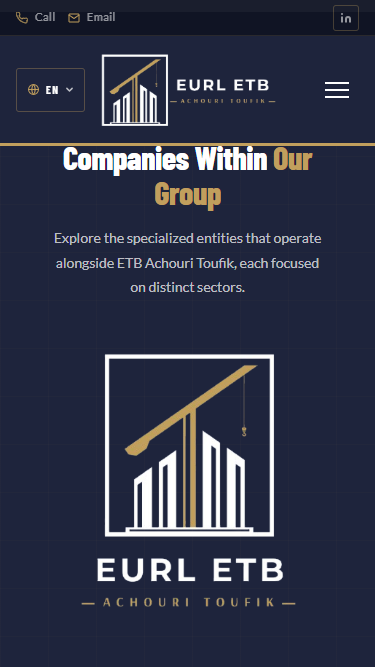 Call Email
in
EN
EURL ETB
ACHOURI TOUFIK
Companies Within Our
Group
Explore the specialized entities that operate
alongside ETB Achouri Toufik, each focused
on distinct sectors.
EURL ETB
ACHOURI TOUFIK